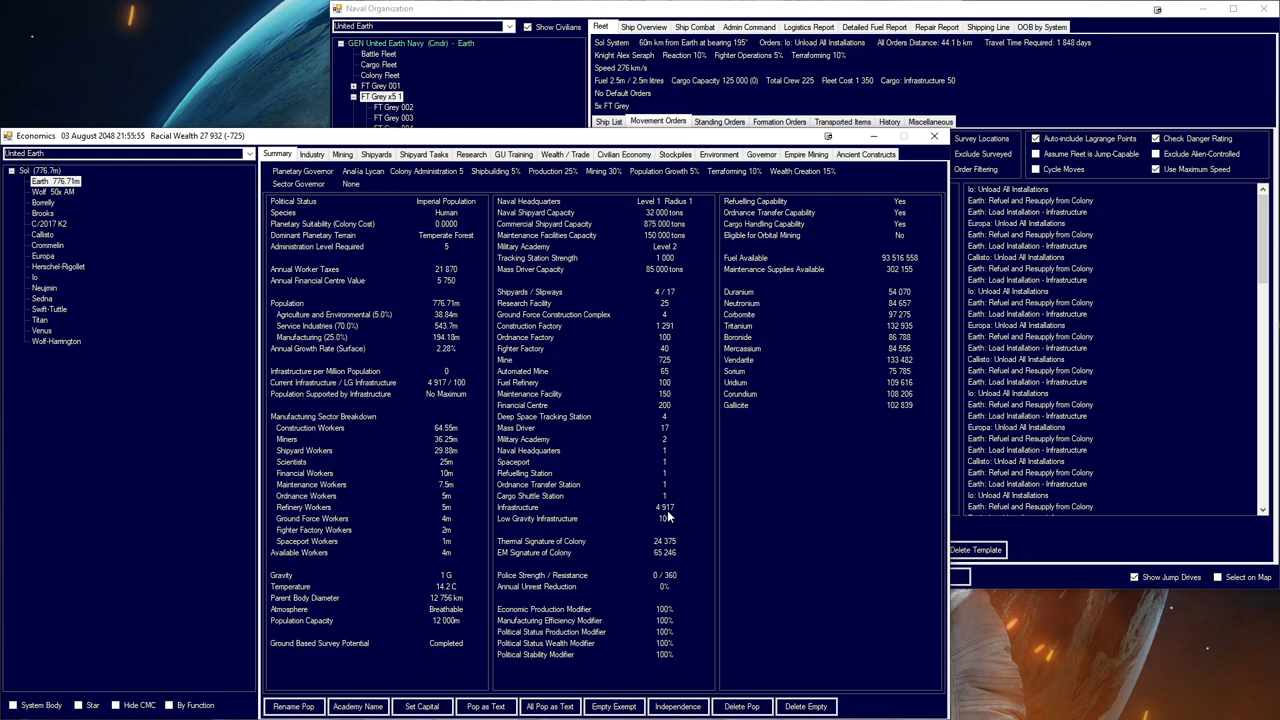 Naval Organization
United Earth
Show Civilians
GEN United Earth Navy (Cmdr) - Earth
Battle Fleet
Cargo Fleet
Colony Fleet
FT Grey 001
FT Grey x5 1
FT Grey 002
FT Grey 003
Fleet Ship Overview Ship Combat Admin Command Logistics Report Detailed Fuel Report Repair Report Shipping Line OOB by System
Sol System 60m km from Earth at bearing 195° Orders: Io: Unload All Installations All Orders Distance: 44.1 b km Travel Time Required: 1 848 days
Knight Alex Seraph Reaction 10% Fighter Operations 5% Terraforming 10%
Speed 276 km/s
Fuel 2.5m / 2.5m litres Cargo Capacity 125 000 (0) Total Crew 225 Fleet Cost 1 350 Cargo: Infrastructure 50
No Default Orders
5x FT Grey
Ship List Movement Orders Standing Orders Formation Orders Transported Items History Miscellaneous
Economics 03 August 2048 21:55:55 Racial Wealth 27 932 (-725)
United Earth
Sol (776.7m)
Earth 776.71m
Wolf .50x AM
Borrelly
Brooks
C/2017 K2
Callisto
Crommelin
Europa
Herschel-Rigollet
Io
Neujmin
Sedna
Swift-Tuttle
Titan
Venus
Wolf-Harrington
Summary Industry Mining Shipyards Shipyard Tasks Research GU Training Wealth / Trade Civilian Economy Stockpiles Environment Governor Empire Mining Ancient Constructs
Planetary Governor Analía Lycan Colony Administration 5 Shipbuilding 5% Production 25% Mining 30% Population Growth 5% Terraforming 10% Wealth Creation 15%
Sector Governor None
Political Status Imperial Population
Species Human
Planetary Suitability (Colony Cost) 0.0000
Dominant Planetary Terrain Temperate Forest
Administration Level Required 5
Annual Worker Taxes 21 870
Annual Financial Centre Value 5 750
Population 776.71m
Agriculture and Environmental (5.0%) 38.84m
Service Industries (70.0%) 543.7m
Manufacturing (25.0%) 194.18m
Annual Growth Rate (Surface) 2.28%
Infrastructure per Million Population 0
Current Infrastructure / LG Infrastructure 4 917 / 100
Population Supported by Infrastructure No Maximum
Manufacturing Sector Breakdown
Construction Workers 64.55m
Miners 36.25m
Shipyard Workers 29.88m
Scientists 25m
Financial Workers 10m
Maintenance Workers 7.5m
Ordnance Workers 5m
Refinery Workers 5m
Ground Force Workers 4m
Fighter Factory Workers 2m
Spaceport Workers 1m
Available Workers 4m
Gravity 1 G
Temperature 14.2 C
Parent Body Diameter 12 756 km
Atmosphere Breathable
Population Capacity 12 000m
Ground Based Survey Potential Completed
Naval Headquarters Level 1 Radius 1
Naval Shipyard Capacity 32 000 tons
Commercial Shipyard Capacity 875 000 tons
Maintenance Facilities Capacity 150 000 tons
Military Academy Level 2
Tracking Station Strength 1 000
Mass Driver Capacity 85 000 tons
Shipyards / Slipways 4 / 17
Research Facility 25
Ground Force Construction Complex 4
Construction Factory 1 291
Ordnance Factory 100
Fighter Factory 40
Mine 725
Automated Mine 65
Fuel Refinery 100
Maintenance Facility 150
Financial Centre 200
Deep Space Tracking Station 4
Mass Driver 17
Military Academy 2
Naval Headquarters 1
Spaceport 1
Refuelling Station 1
Ordnance Transfer Station 1
Cargo Shuttle Station 1
Infrastructure 4 917
Low Gravity Infrastructure
Thermal Signature of Colony 24 375
EM Signature of Colony 65 246
Police Strength / Resistance 0 / 360
Annual Unrest Reduction 0%
Economic Production Modifier 100%
Manufacturing Efficiency Modifier 100%
Political Status Production Modifier 100%
Political Status Wealth Modifier 100%
Political Stability Modifier 100%
Refuelling Capability Yes
Ordnance Transfer Capability Yes
Cargo Handling Capability Yes
Eligible for Orbital Mining No
Fuel Available 93 516 558
Maintenance Supplies Available 302 155
Duranium 54 070
Neutronium 84 657
Corbomite 97 275
Tritanium 132 935
Boronide 86 788
Mercassium 84 556
Vendarite 133 482
Sorium 75 785
Uridium 109 616
Corundium 108 206
Gallicite 102 839
Survey Locations Auto-include Lagrange Points Check Danger Rating
Exclude Surveyed Assume Fleet is Jump-Capable Exclude Alien-Controlled
Order Filtering Cycle Moves Use Maximum Speed
Io: Unload All Installations
Earth: Refuel and Resupply from Colony
Earth: Load Installation - Infrastructure
Europa: Unload All Installations
Earth: Refuel and Resupply from Colony
Earth: Load Installation - Infrastructure
Callisto: Unload All Installations
Earth: Refuel and Resupply from Colony
Earth: Load Installation - Infrastructure
Io: Unload All Installations
Earth: Refuel and Resupply from Colony
Earth: Load Installation - Infrastructure
Europa: Unload All Installations
Earth: Refuel and Resupply from Colony
Earth: Load Installation - Infrastructure
Callisto: Unload All Installations
Earth: Refuel and Resupply from Colony
Earth: Load Installation - Infrastructure
Io: Unload All Installations
Earth: Refuel and Resupply from Colony
Earth: Load Installation - Infrastructure
Europa: Unload All Installations
Earth: Refuel and Resupply from Colony
Earth: Load Installation - Infrastructure
Callisto: Unload All Installations
Earth: Refuel and Resupply from Colony
Earth: Load Installation - Infrastructure
Io: Unload All Installations
Earth: Refuel and Resupply from Colony
Delete Template
Show Jump Drives Select on Map
System Body Star Hide CMC By Function
Rename Pop Academy Name Set Capital Pop as Text All Pop as Text Empty Exempt Independence Delete Pop Delete Empty